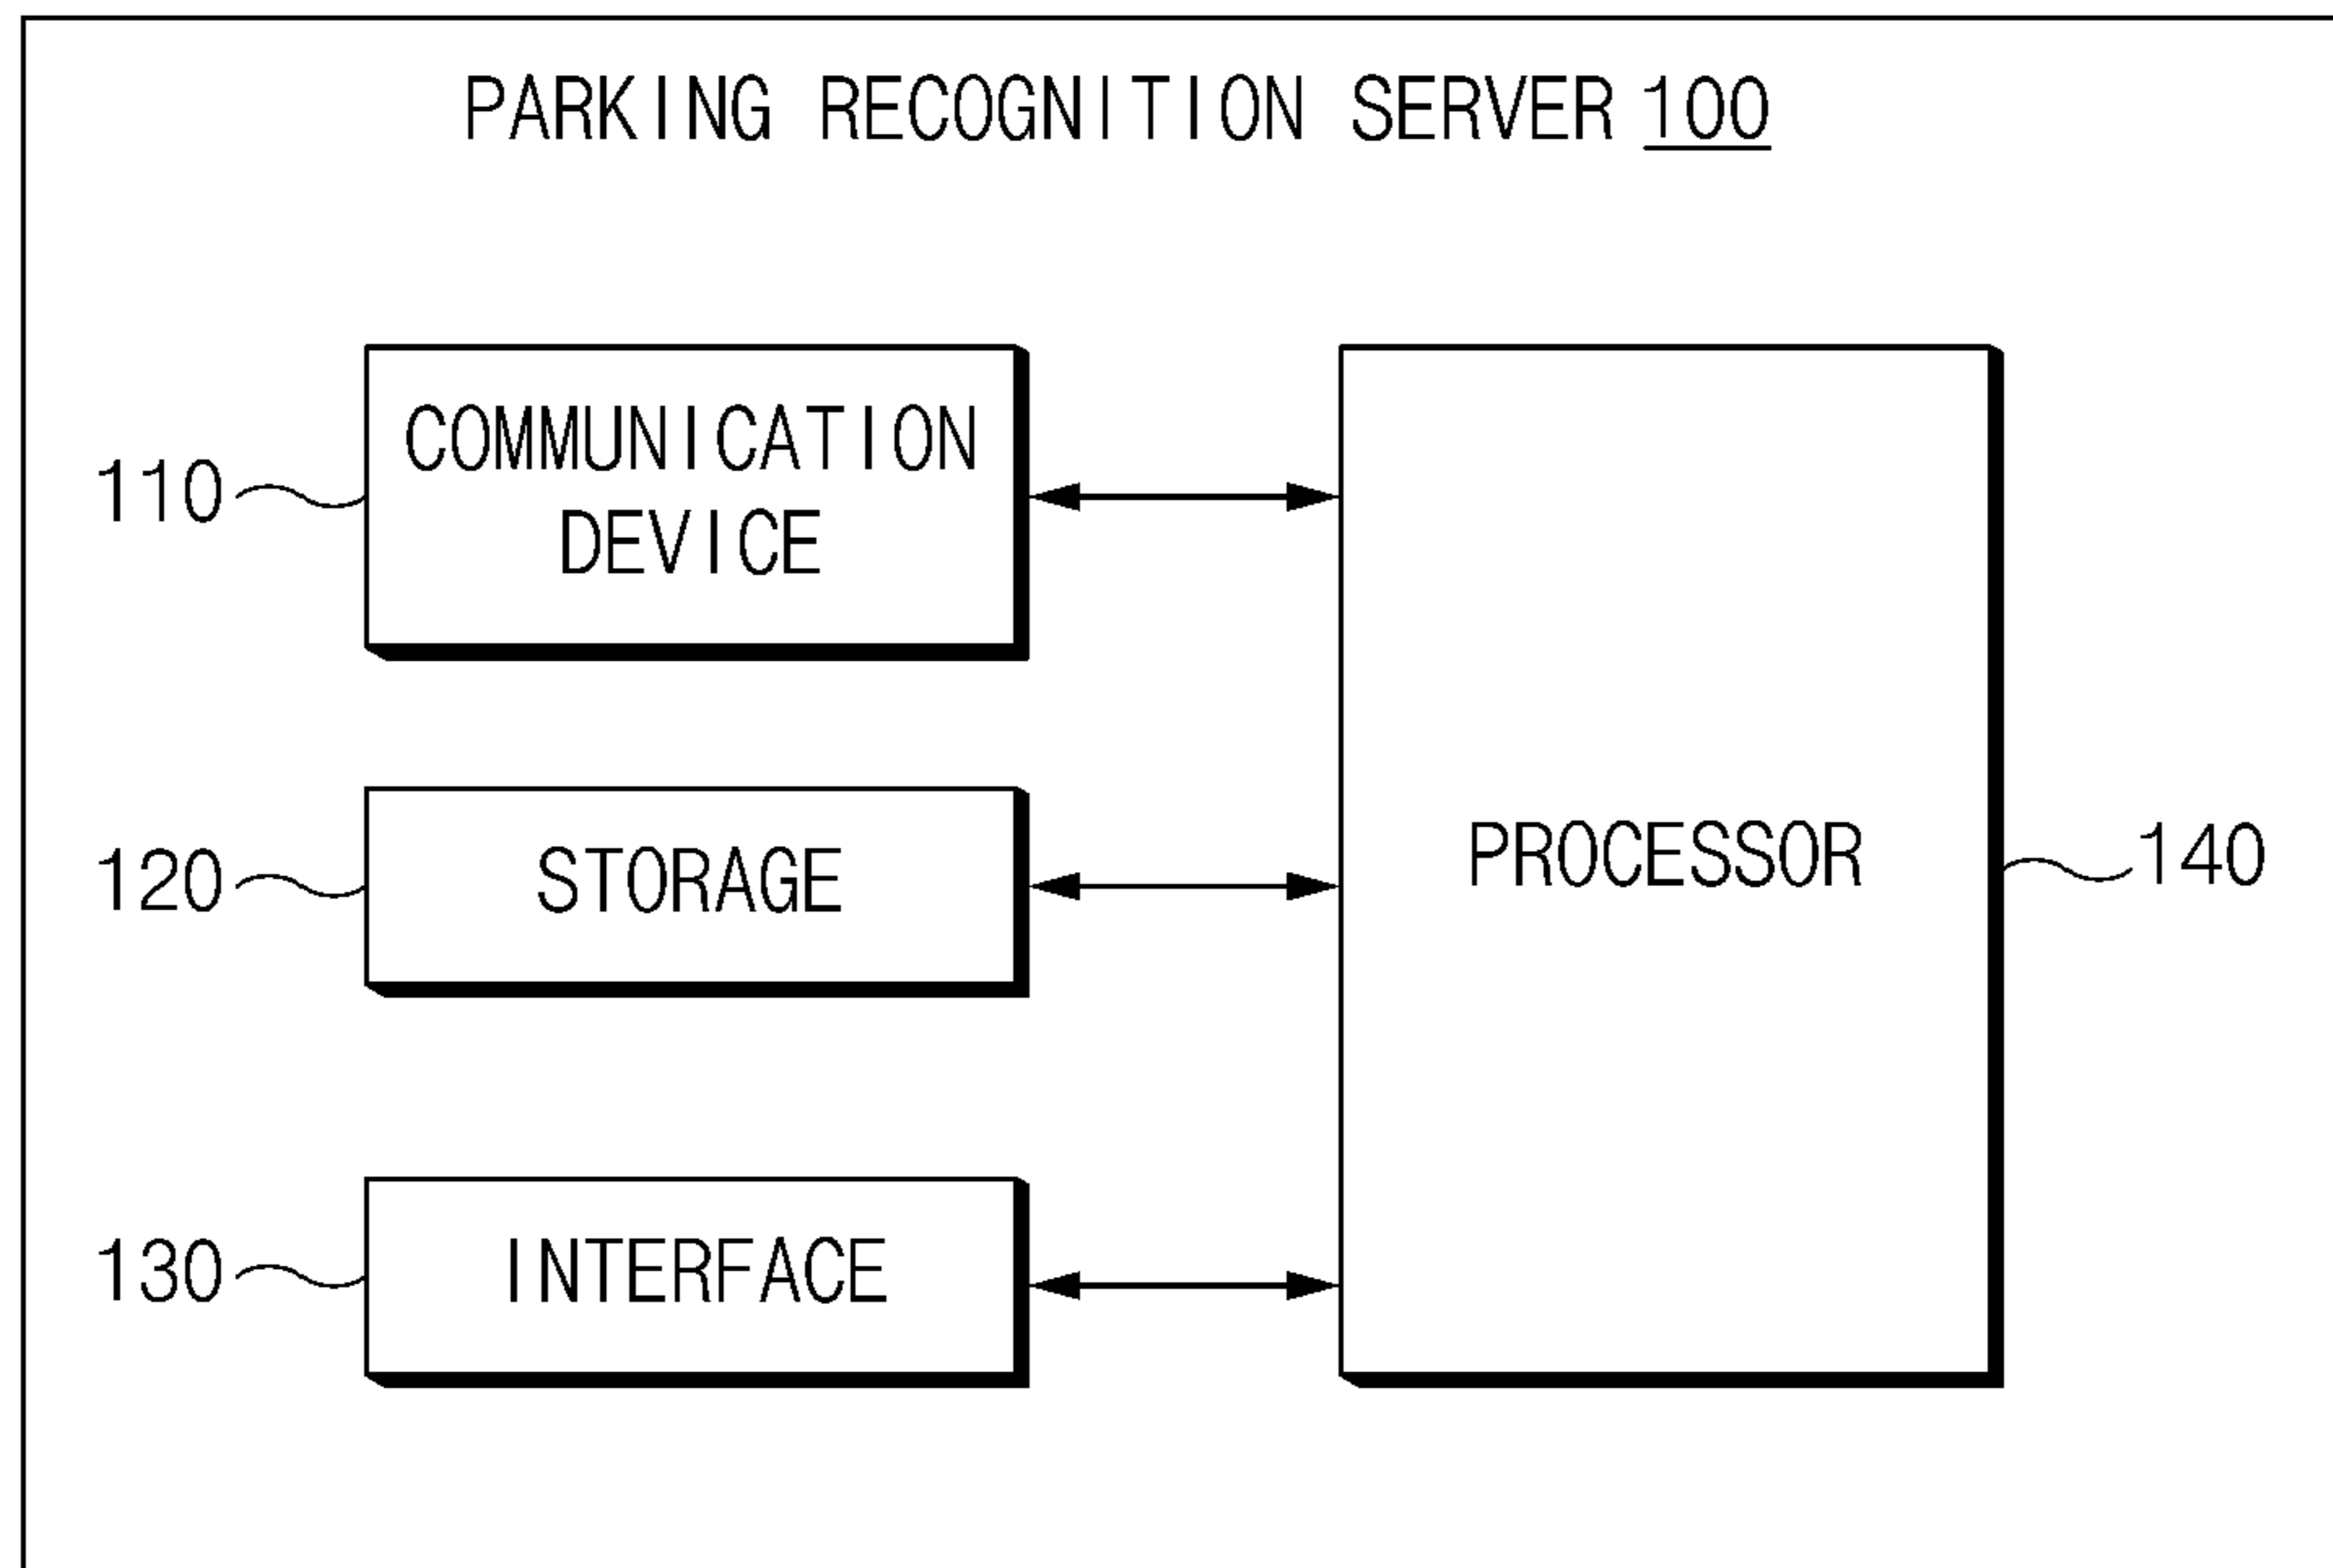 PARKING RECOGNITION SERVER 100
COMMUNICATION
DEVICE
110
STORAGE
120
INTERFACE
130
PROCESSOR
140